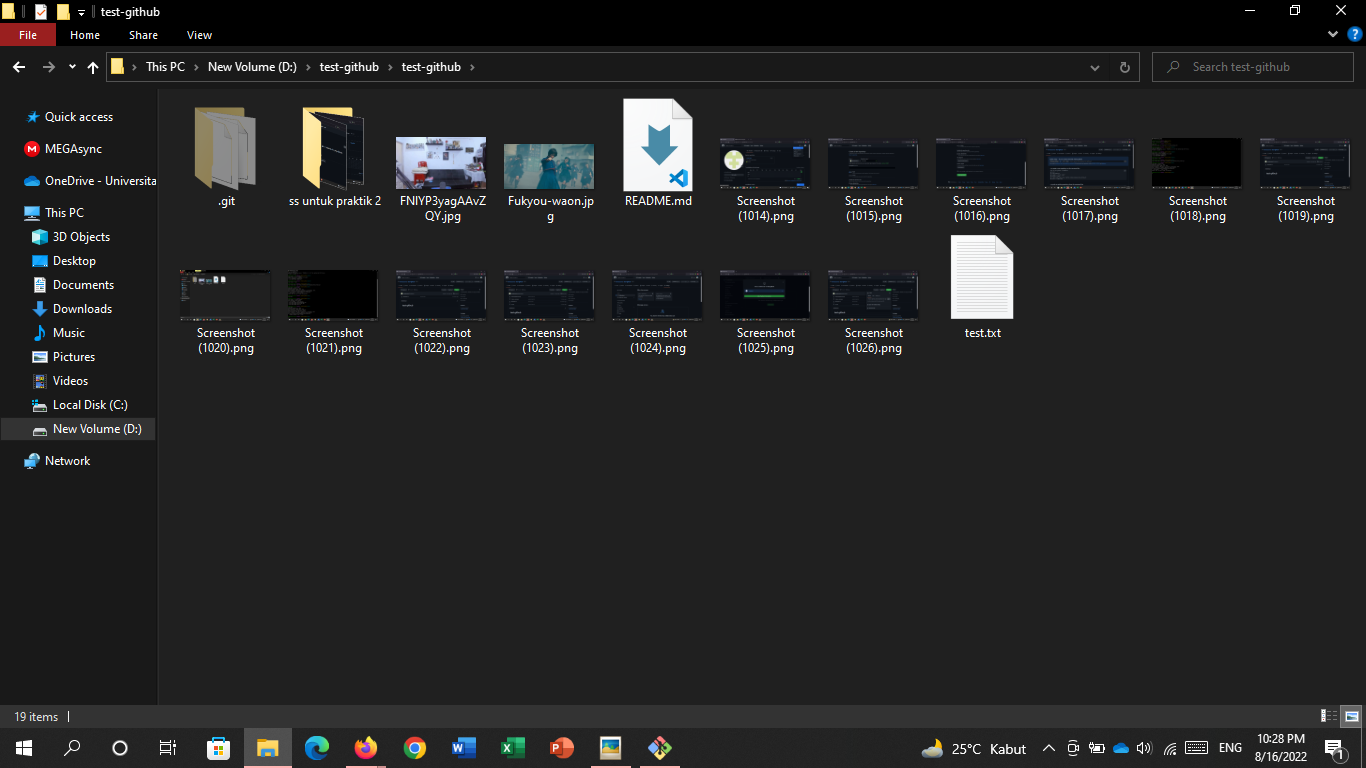 test-github
File Home Share View
This PC New Volume (D:) test-github test-github
Search test-github
Quick access
MEGAsync
OneDrive - Universita
This PC
3D Objects
Desktop
Documents
Downloads
Music
Pictures
Videos
Local Disk (C:)
New Volume (D:)
Network
.git
ss untuk praktik 2
FNIYP3yagAAvZ
QY.jpg
Fukyou-waon.jp
g
README.md
Screenshot
(1014).png
Screenshot
(1015).png
Screenshot
(1016).png
Screenshot
(1017).png
Screenshot
(1018).png
Screenshot
(1019).png
Screenshot
(1020).png
Screenshot
(1021).png
Screenshot
(1022).png
Screenshot
(1023).png
Screenshot
(1024).png
Screenshot
(1025).png
Screenshot
(1026).png
test.txt
19 items
25°C Kabut
ENG
10:28 PM
8/16/2022
1